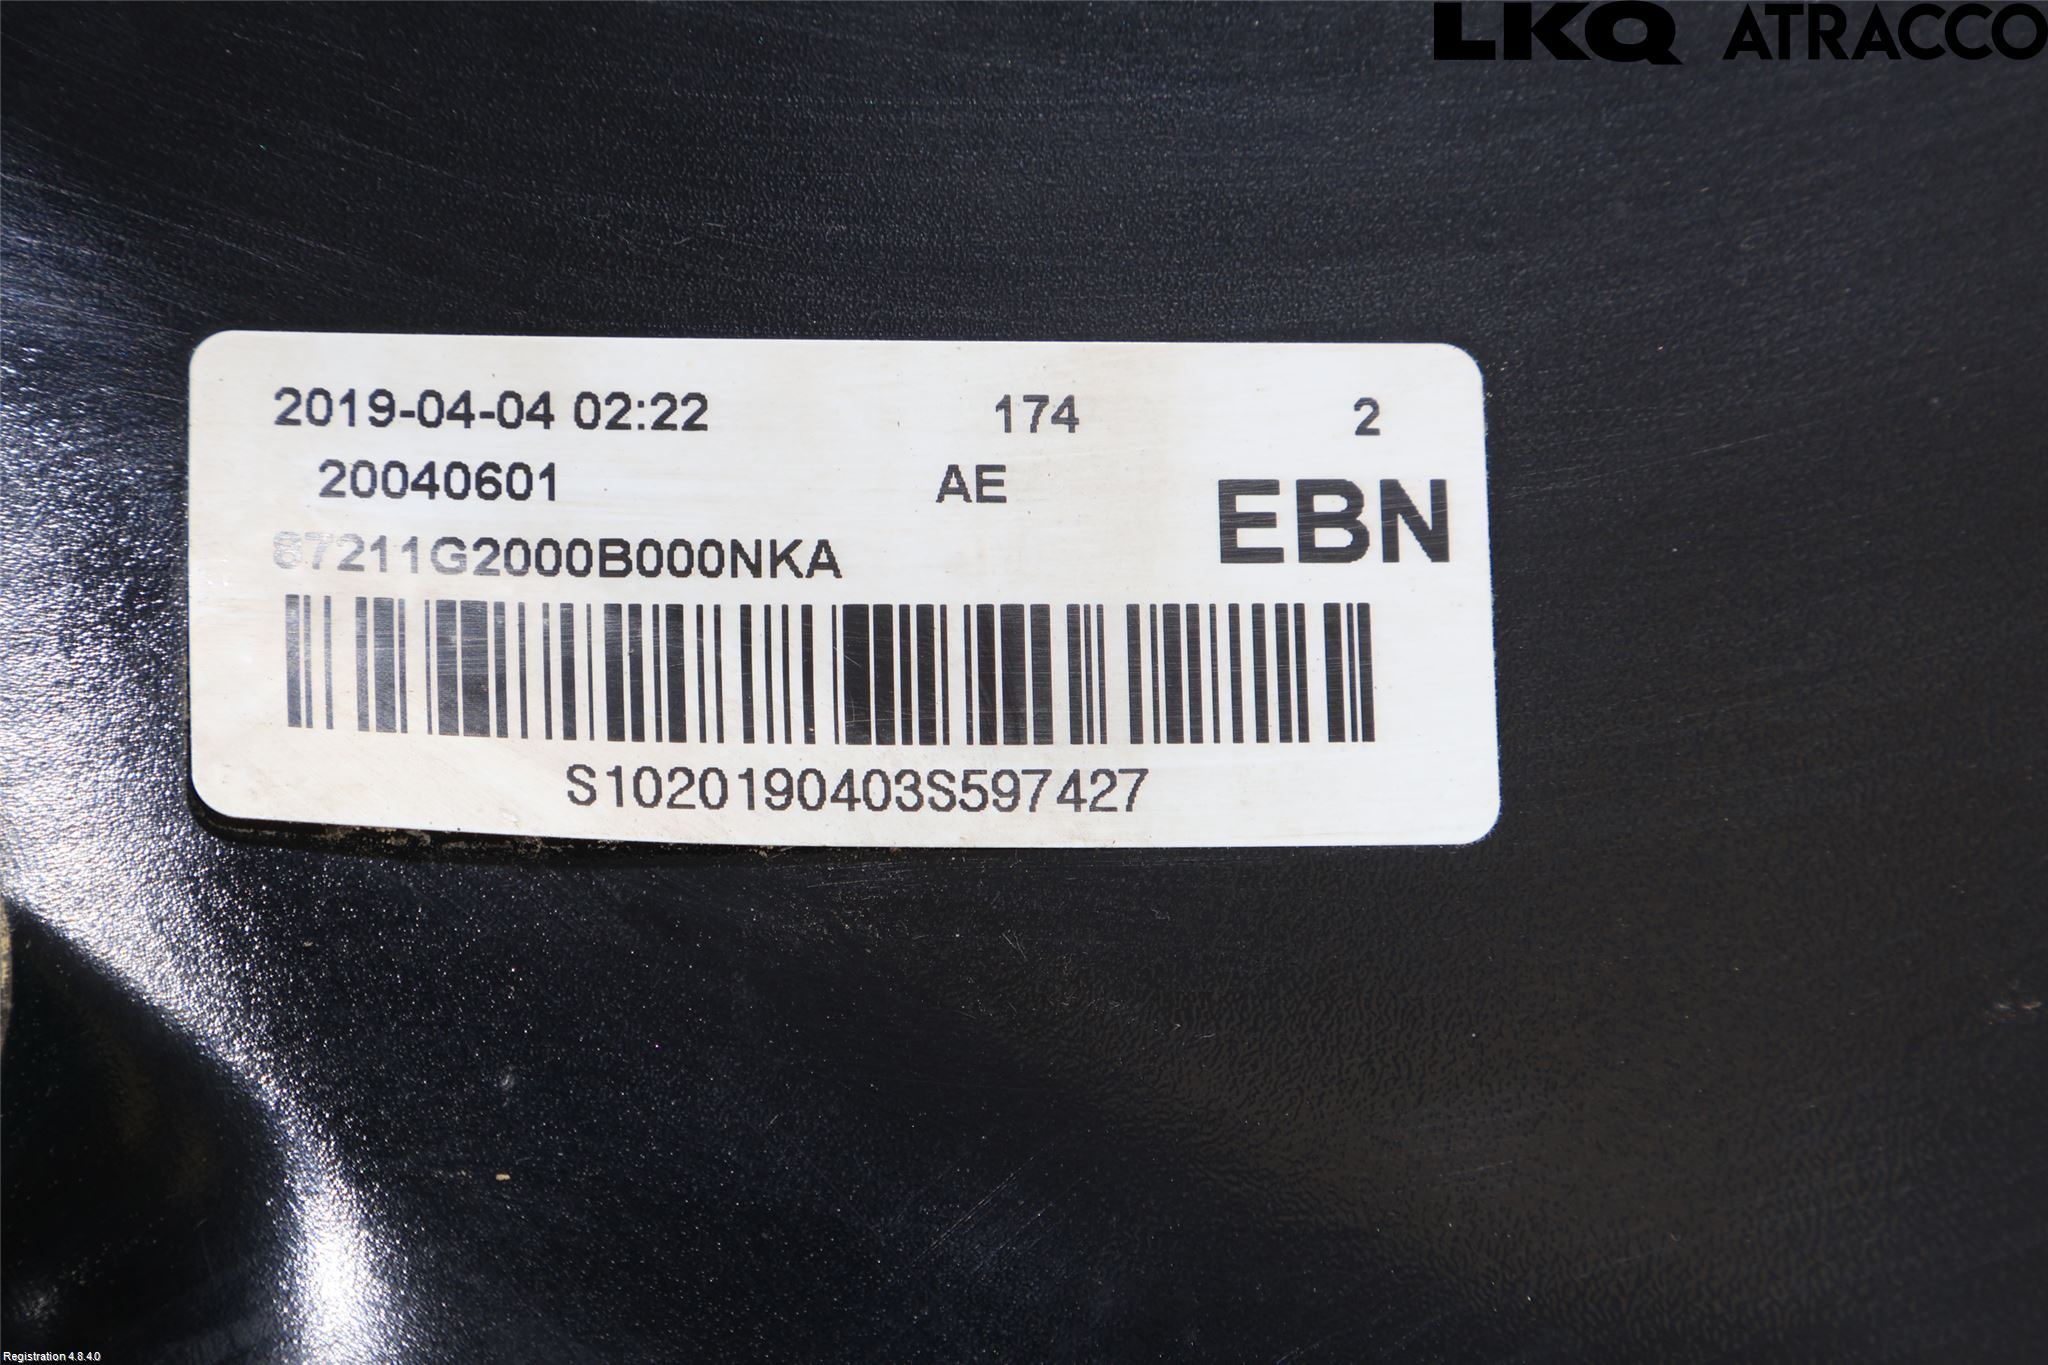 LKQ ATRACCO
2019-04-04 02:22 174 2
20040601 AE EBN
87211G2000B000NKA
S1020190403S597427
Registration 4.8.4.0